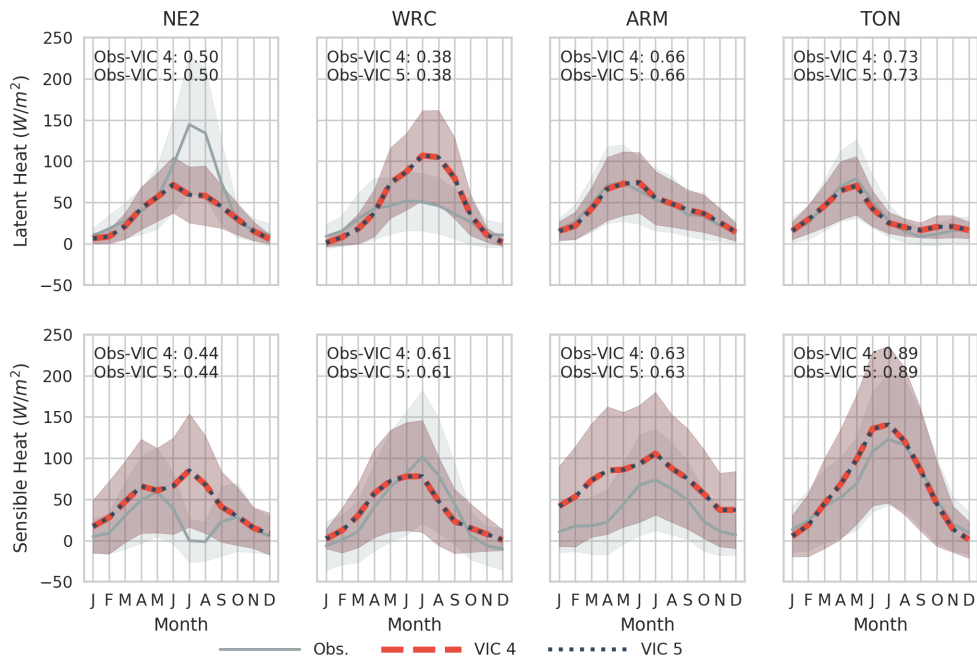 NE2 WRC ARM TON
250
200
150
100
50
0
−50
Latent Heat (W/m²)
Obs-VIC 4: 0.50
Obs-VIC 5: 0.50
Obs-VIC 4: 0.38
Obs-VIC 5: 0.38
Obs-VIC 4: 0.66
Obs-VIC 5: 0.66
Obs-VIC 4: 0.73
Obs-VIC 5: 0.73
250
200
150
100
50
0
−50
Sensible Heat (W/m²)
Obs-VIC 4: 0.44
Obs-VIC 5: 0.44
Obs-VIC 4: 0.61
Obs-VIC 5: 0.61
Obs-VIC 4: 0.63
Obs-VIC 5: 0.63
Obs-VIC 4: 0.89
Obs-VIC 5: 0.89
J F M A M J J A S O N D J F M A M J J A S O N D J F M A M J J A S O N D J F M A M J J A S O N D
Month Month Month Month
Obs. VIC 4 VIC 5